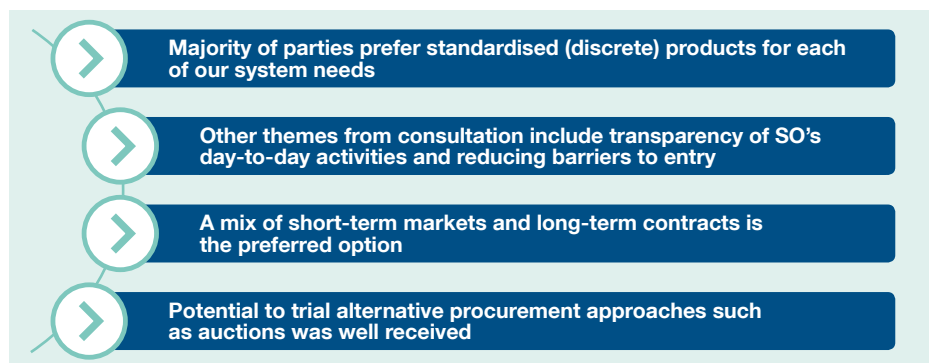 Majority of parties prefer standardised (discrete) products for each
of our system needs
Other themes from consultation include transparency of SO’s
day-to-day activities and reducing barriers to entry
A mix of short-term markets and long-term contracts is
the preferred option
Potential to trial alternative procurement approaches such
as auctions was well received